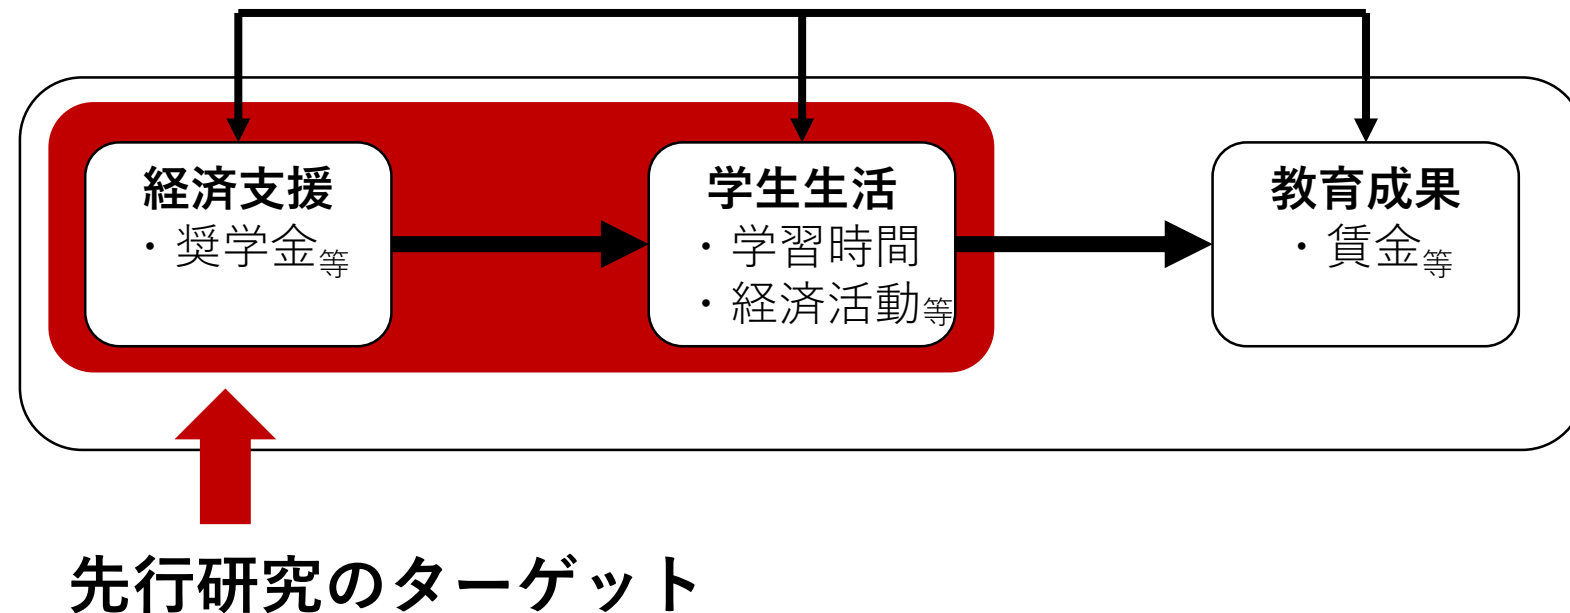 経済支援
・奨学金等
学生生活
・学習時間
・経済活動等
教育成果
・賃金等
先行研究のターゲット